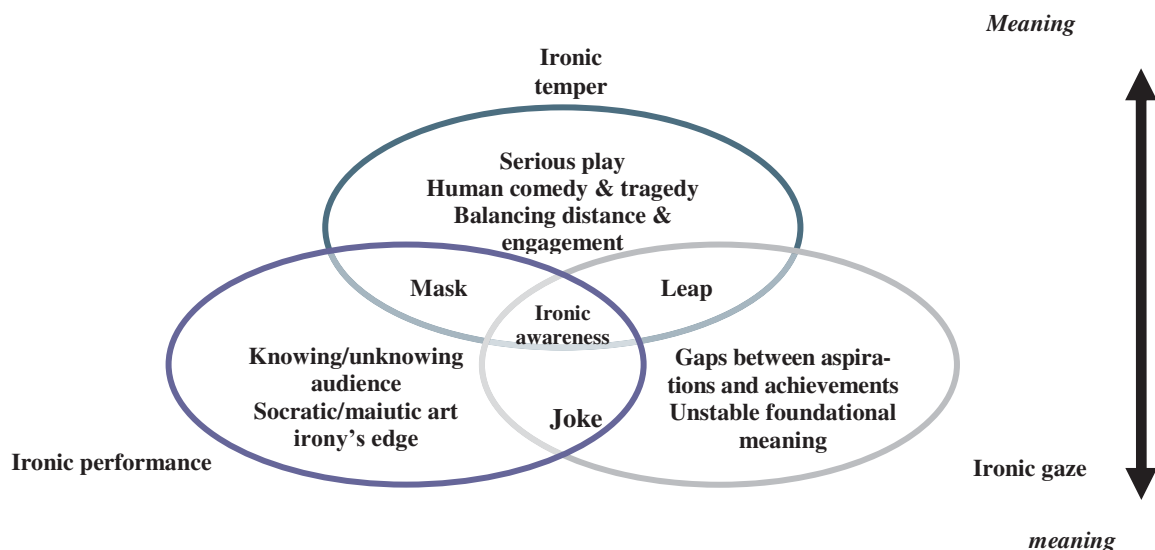 Meaning
Ironic
temper
Serious play
Human comedy & tragedy
Balancing distance &
engagement
Mask
Leap
Ironic
awareness
Knowing/unknowing
audience
Socratic/maiutic art
irony’s edge
Gaps between aspira-
tions and achievements
Unstable foundational
meaning
Joke
Ironic performance
Ironic gaze
meaning